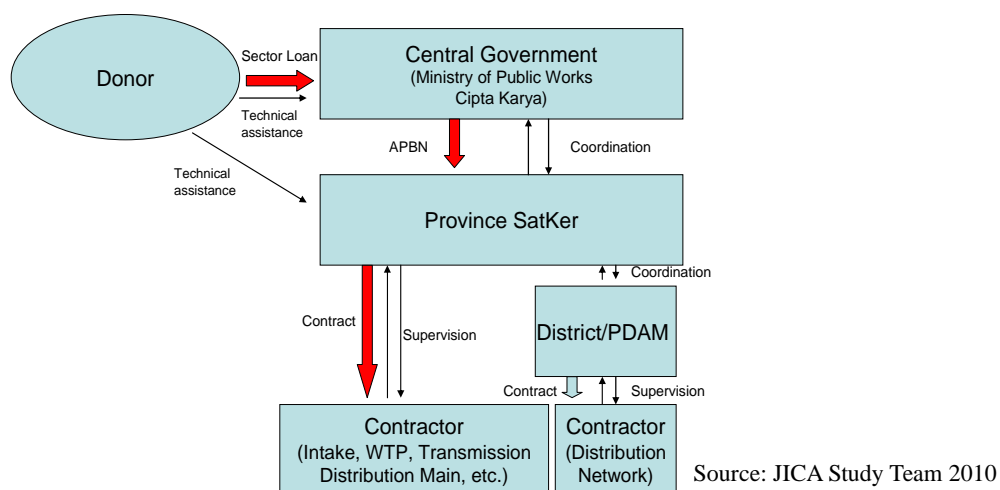 Donor
Sector Loan
Technical
assistance
Technical
assistance
Central Government
(Ministry of Public Works
Cipta Karya)
APBN
Coordination
Province SatKer
Coordination
Contract
Supervision
District/PDAM
Contract
Supervision
Contractor
(Intake, WTP, Transmission
Distribution Main, etc.)
Contractor
(Distribution
Network)
Source: JICA Study Team 2010